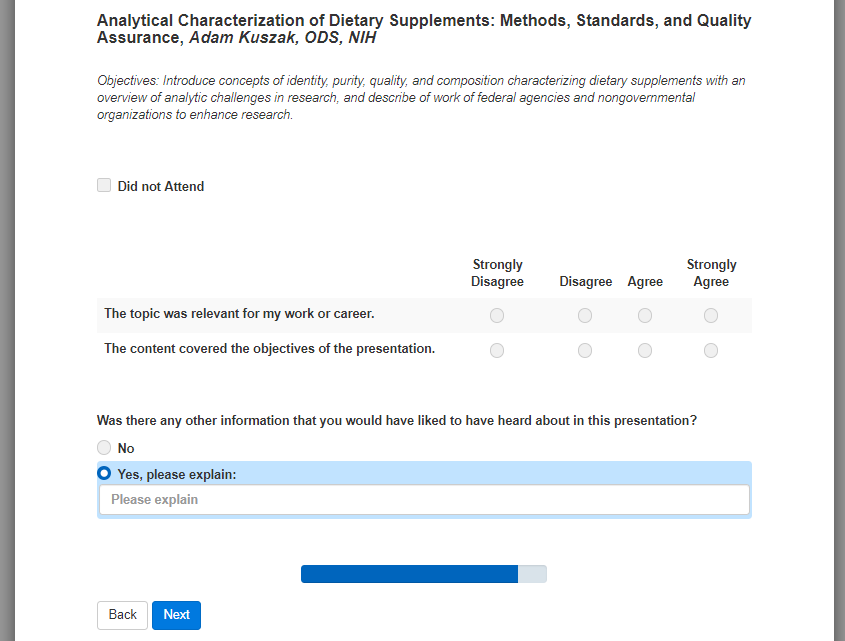 Analytical Characterization of Dietary Supplements: Methods, Standards, and Quality
Assurance, Adam Kuszak, ODS, NIH
Objectives: Introduce concepts of identity, purity, quality, and composition characterizing dietary supplements with an
overview of analytic challenges in research, and describe of work of federal agencies and nongovernmental
organizations to enhance research.
Did not Attend
Strongly Disagree Disagree Agree Strongly Agree
The topic was relevant for my work or career.
The content covered the objectives of the presentation.
Was there any other information that you would have liked to have heard about in this presentation?
No
Yes, please explain:
Please explain
Back Next